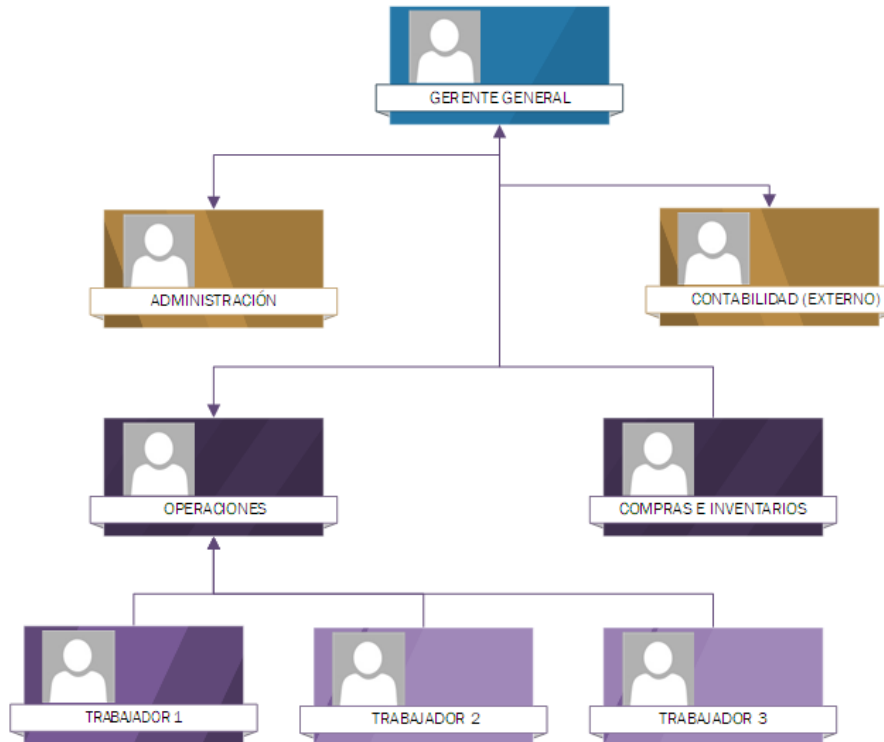 GERENTE GENERAL
ADMINISTRACIÓN
CONTABILIDAD (EXTERNO)
OPERACIONES
COMPRAS E INVENTARIOS
TRABAJADOR 1
TRABAJADOR 2
TRABAJADOR 3